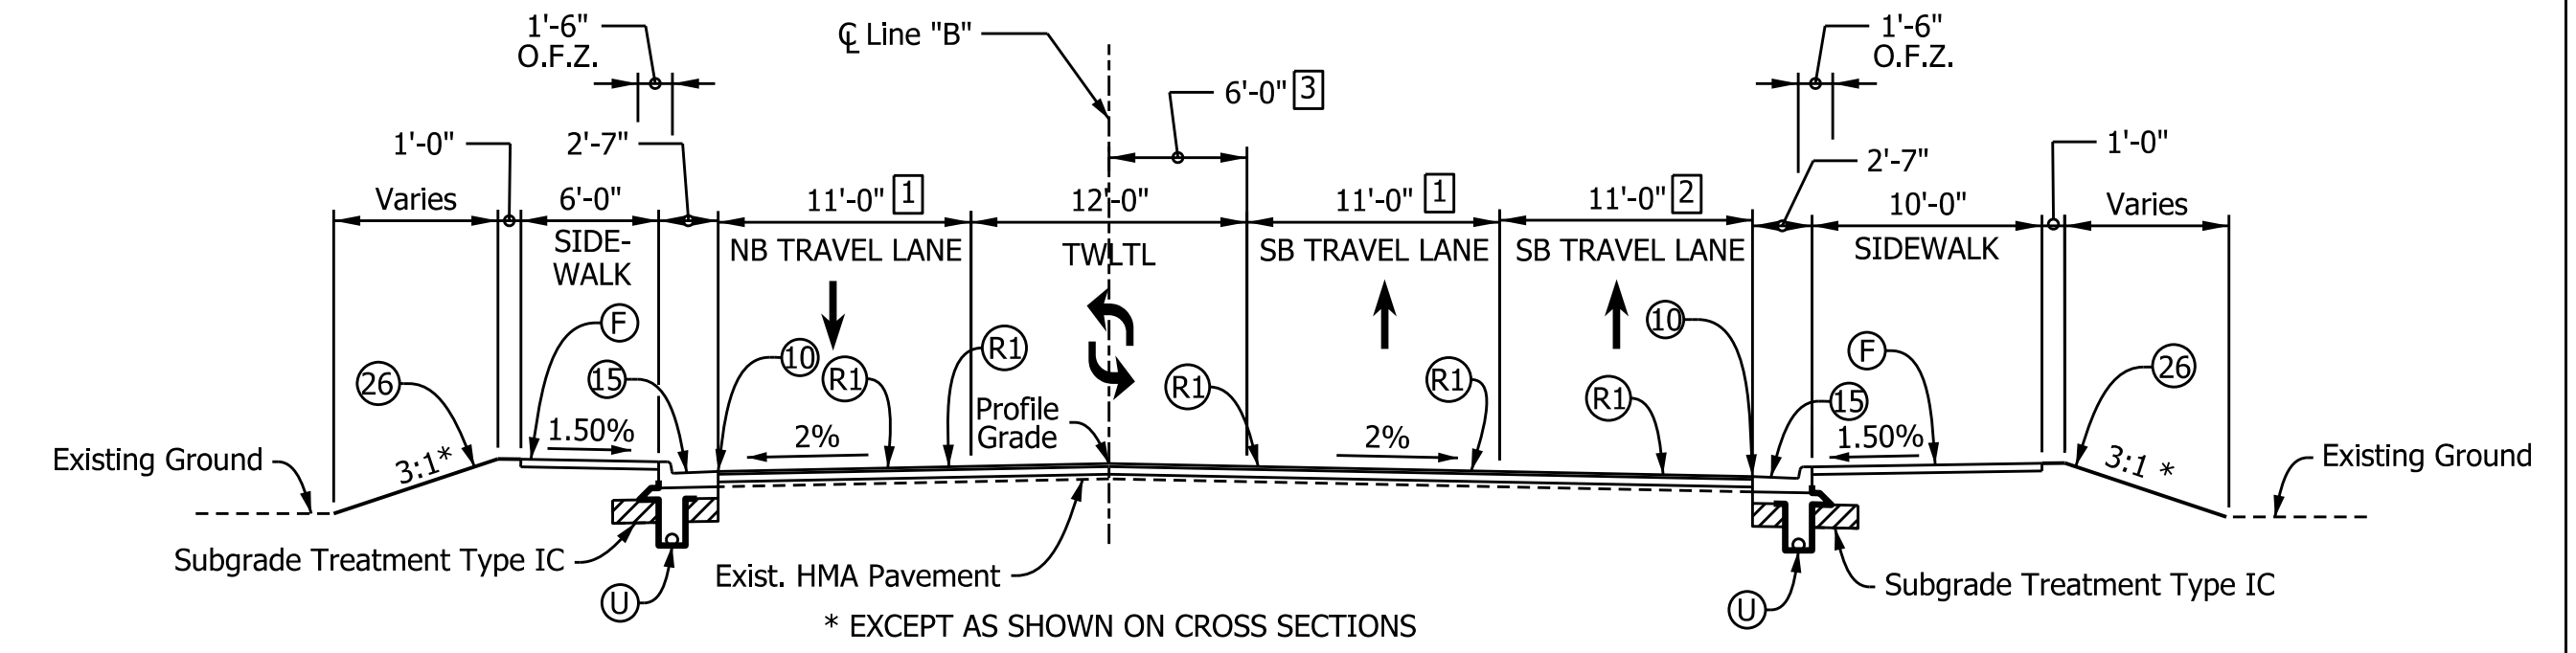 1'-6"
O.F.Z.
℄ Line "B"
1'-6"
O.F.Z.
6'-0" 3
1'-0"
2'-7"
1'-0"
2'-7"
Varies
6'-0"
11'-0" 1
12'-0"
11'-0" 1
11'-0" 2
10'-0"
Varies
SIDE-
WALK
NB TRAVEL LANE
TWLTL
SB TRAVEL LANE
SB TRAVEL LANE
SIDEWALK
F
10
R1
R1
15
26
R1
R1
R1
10
F
15
26
Profile
Grade
1.50%
2%
2%
1.50%
3:1*
3:1 *
Existing Ground
Existing Ground
Subgrade Treatment Type IC
Exist. HMA Pavement
Subgrade Treatment Type IC
U
U
* EXCEPT AS SHOWN ON CROSS SECTIONS